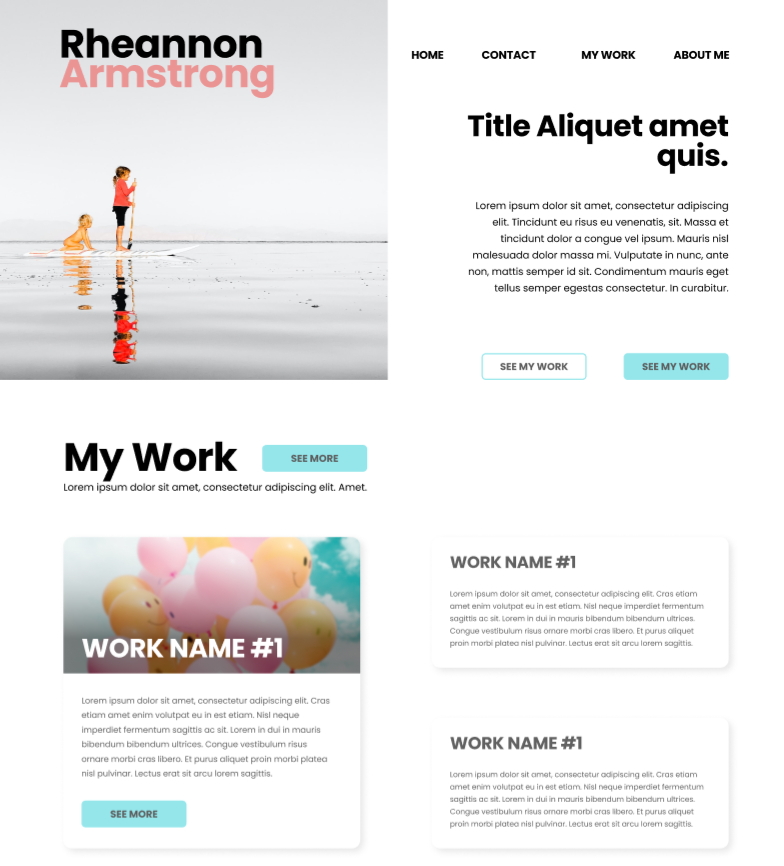 Rheannon
Armstrong
HOME CONTACT MY WORK ABOUT ME
Title Aliquet amet
quis.
Lorem ipsum dolor sit amet, consectetur adipiscing
elit. Tincidunt eu risus eu venenatis, sit. Massa et
tincidunt dolor a congue vel ipsum. Mauris nisl
malesuada dolor massa mi. Vulputate in nunc, ante
non, mattis semper id sit. Condimentum mauris eget
tellus semper egestas consectetur. In curabitur.
SEE MY WORK SEE MY WORK
My Work
SEE MORE
Lorem ipsum dolor sit amet, consectetur adipiscing elit. Amet.
WORK NAME #1
Lorem ipsum dolor sit amet, consectetur adipiscing elit. Cras
etiam amet enim volutpat eu in est etiam. Nisl neque
imperdiet fermentum sagittis ac sit. Lorem in dui in mauris
bibendum bibendum ultrices. Congue vestibulum risus
ornare morbi cras libero. Et purus aliquet proin morbi platea
nisl pulvinar. Lectus erat sit arcu lorem sagittis.
SEE MORE
WORK NAME #1
Lorem ipsum dolor sit amet, consectetur adipiscing elit. Cras etiam
amet enim volutpat eu in est etiam. Nisl neque imperdiet fermentum
sagittis ac sit. Lorem in dui in mauris bibendum bibendum ultrices.
Congue vestibulum risus ornare morbi cras libero. Et purus aliquet
proin morbi platea nisl pulvinar. Lectus erat sit arcu lorem sagittis.
WORK NAME #1
Lorem ipsum dolor sit amet, consectetur adipiscing elit. Cras etiam
amet enim volutpat eu in est etiam. Nisl neque imperdiet fermentum
sagittis ac sit. Lorem in dui in mauris bibendum bibendum ultrices.
Congue vestibulum risus ornare morbi cras libero. Et purus aliquet
proin morbi platea nisl pulvinar. Lectus erat sit arcu lorem sagittis.